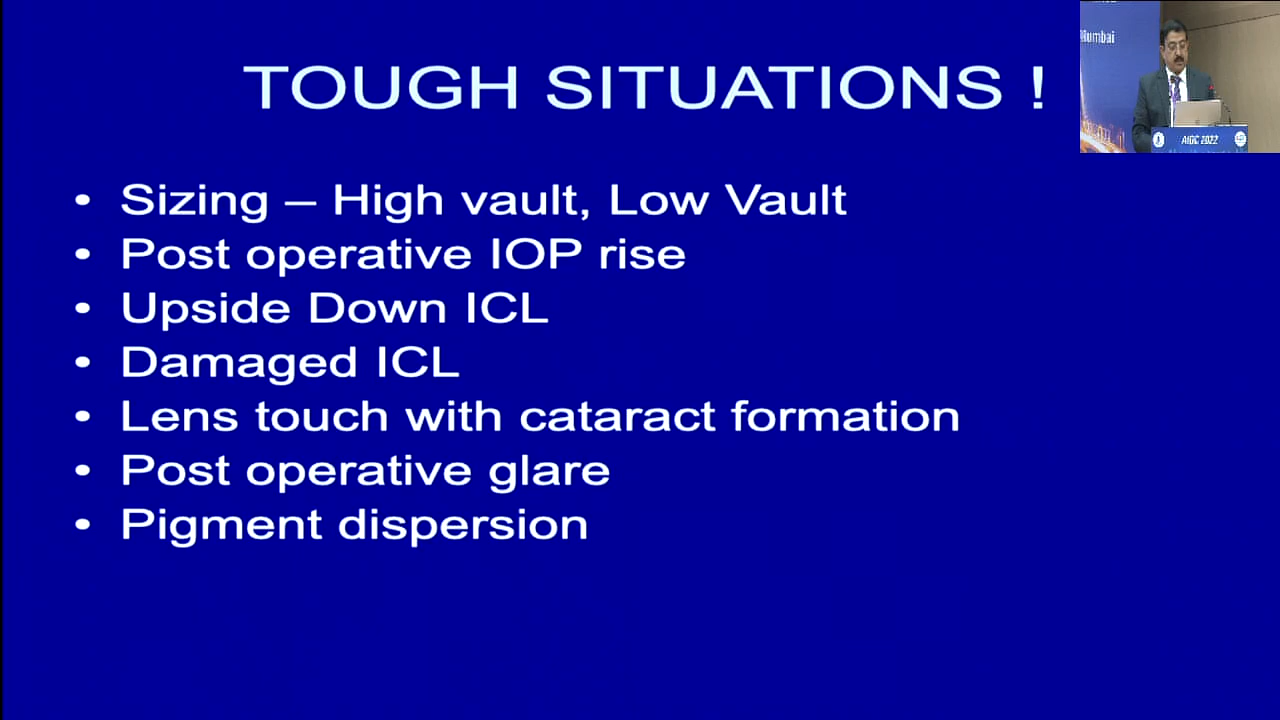 TOUGH SITUATIONS !
Mumbai
AIOC 2022
• Sizing – High vault, Low Vault
• Post operative IOP rise
• Upside Down ICL
• Damaged ICL
• Lens touch with cataract formation
• Post operative glare
• Pigment dispersion